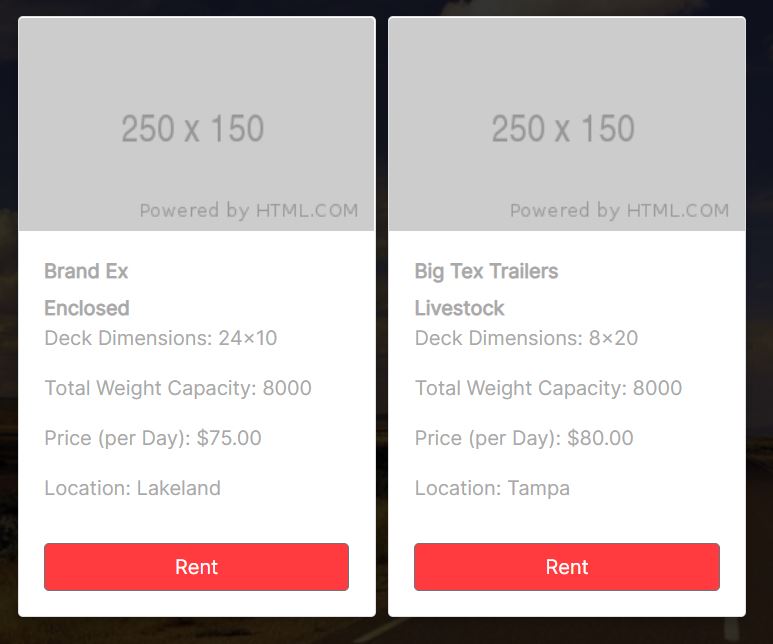 250 x 150
Powered by HTML.COM
Brand Ex
Enclosed
Deck Dimensions: 24×10
Total Weight Capacity: 8000
Price (per Day): $75.00
Location: Lakeland
Rent
250 x 150
Powered by HTML.COM
Big Tex Trailers
Livestock
Deck Dimensions: 8×20
Total Weight Capacity: 8000
Price (per Day): $80.00
Location: Tampa
Rent